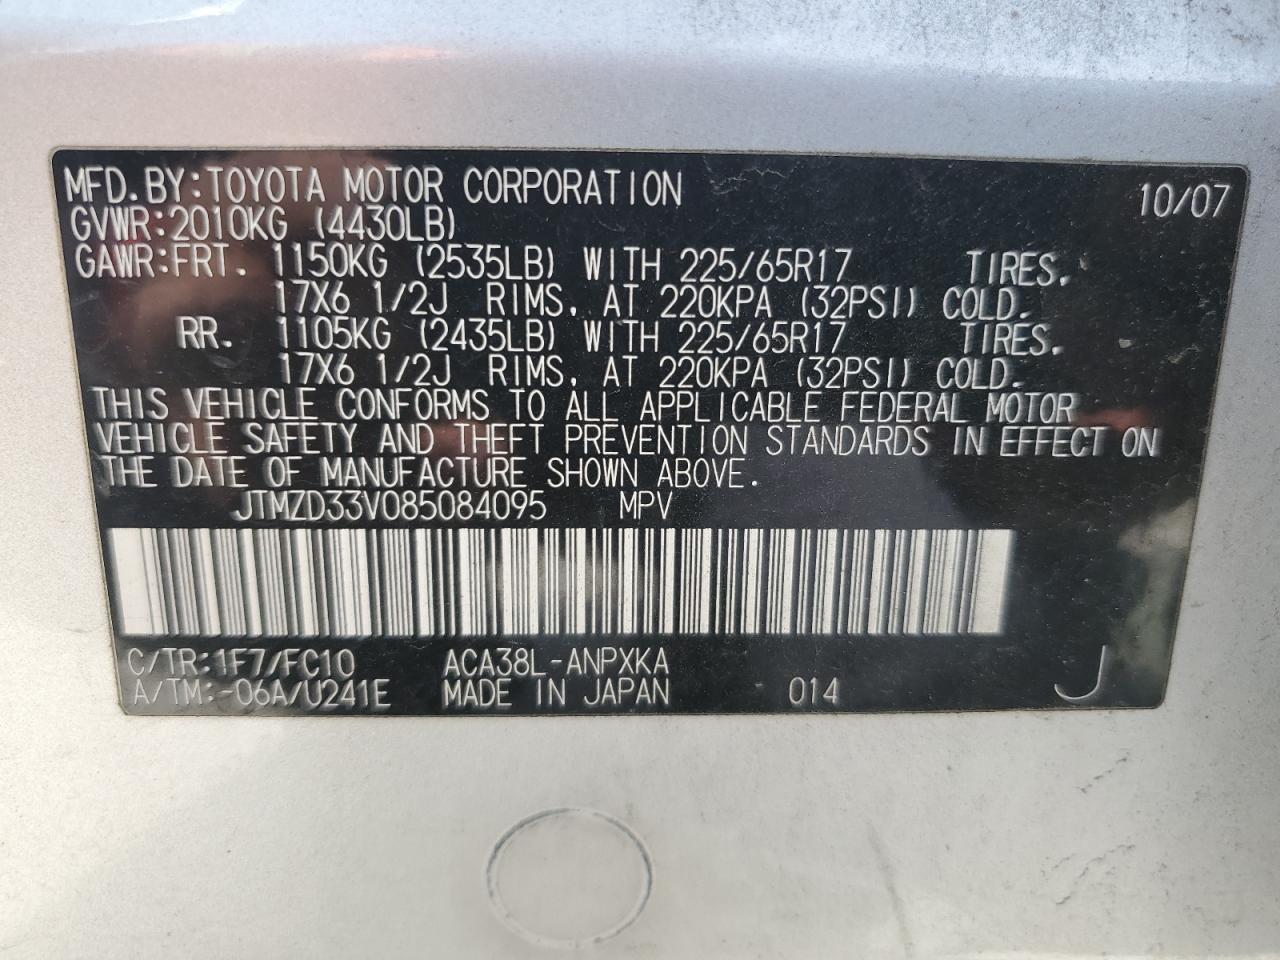 MFD.BY:TOYOTA MOTOR CORPORATION 10/07
GVWR:2010KG (4430LB)
GAWR:FRT. 1150KG (2535LB) WITH 225/65R17 TIRES.
17X6 1/2J RIMS, AT 220KPA (32PSI) COLD.
RR. 1105KG (2435LB) WITH 225/65R17 TIRES.
17X6 1/2J RIMS, AT 220KPA (32PSI) COLD.
THIS VEHICLE CONFORMS TO ALL APPLICABLE FEDERAL MOTOR
VEHICLE SAFETY AND THEFT PREVENTION STANDARDS IN EFFECT ON
THE DATE OF MANUFACTURE SHOWN ABOVE.
JTMZD33V085084095 MPV
C/TR:1F7/FC10 ACA38L-ANPXKA
A/TM:-06A/U241E MADE IN JAPAN 014 J